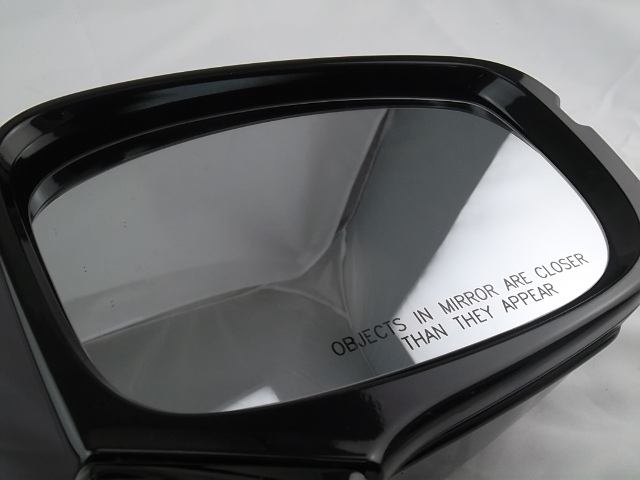 OBJECTS IN MIRROR ARE CLOSER
THAN THEY APPEAR